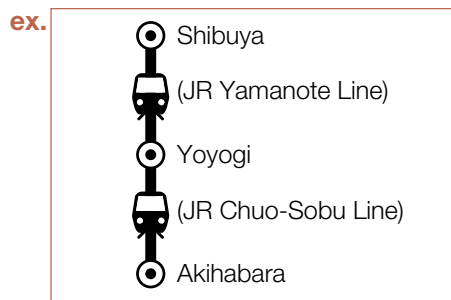 ex.
Shibuya
(JR Yamanote Line)
Yoyogi
(JR Chuo-Sobu Line)
Akihabara